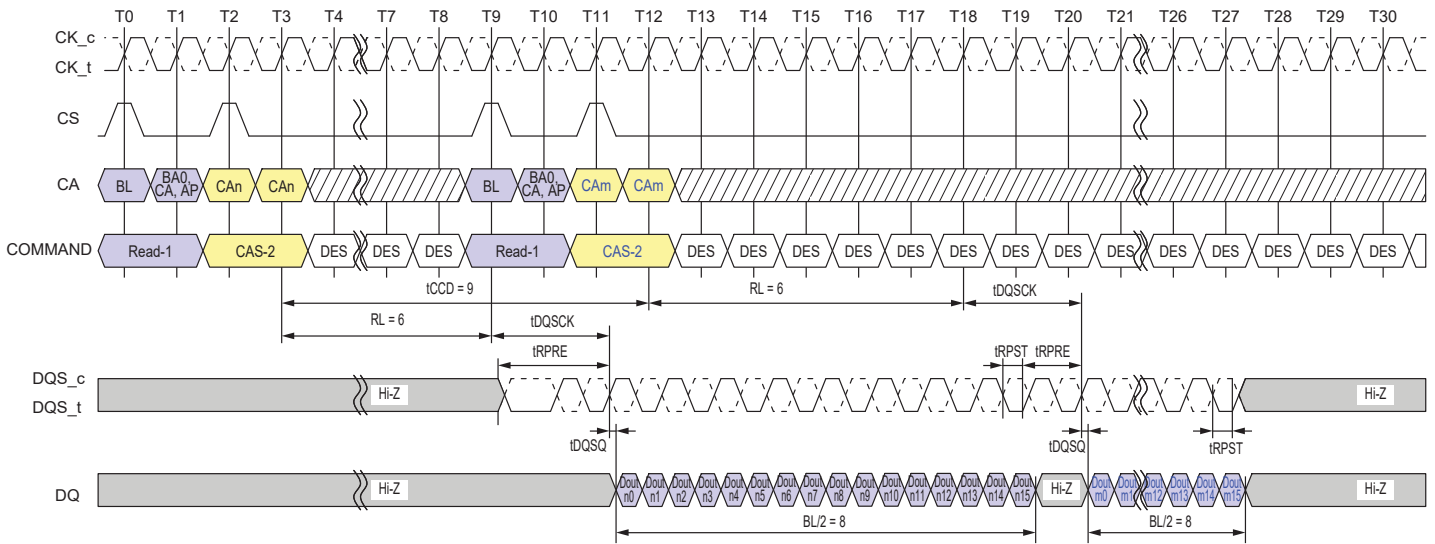 T0 T1 T2 T3 T4 T7 T8 T9 T10 T11 T12 T13 T14 T15 T16 T17 T18 T19 T20 T21 T26 T27 T28 T29 T30
CK_c
CK_t
CS
CA BL BA0, CA, AP CAn CAn BL BA0, CA, AP CAm CAm
COMMAND Read-1 CAS-2 DES DES DES Read-1 CAS-2 DES DES DES DES DES DES DES DES DES DES DES DES DES DES
tCCD = 9 RL = 6 tDQSCK
RL = 6 tDQSCK
tRPRE tRPST tRPRE
DQS_c
DQS_t
Hi-Z Hi-Z
tDQSQ tDQSQ tRPST
DQ Hi-Z Dout n0 Dout n1 Dout n2 Dout n3 Dout n4 Dout n5 Dout n6 Dout n7 Dout n8 Dout n9 Dout n10 Dout n11 Dout n12 Dout n13 Dout n14 Dout n15 Hi-Z Dout m0 Dout m1 Dout m12 Dout m13 Dout m14 Dout m15 Hi-Z
BL/2 = 8 BL/2 = 8